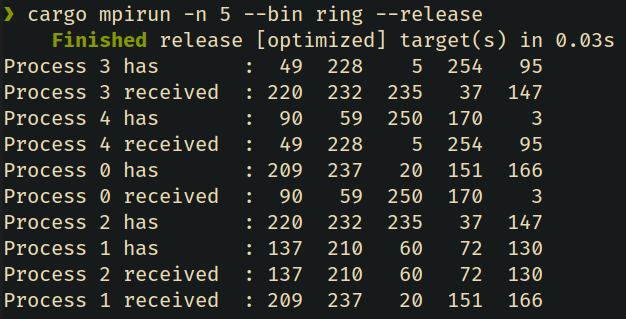 ❯ cargo mpirun -n 5 --bin ring --release
    Finished release [optimized] target(s) in 0.03s
Process 3 has       :  49  228    5  254   95
Process 3 received  : 220  232  235   37  147
Process 4 has       :  90   59  250  170    3
Process 4 received  :  49  228    5  254   95
Process 0 has       : 209  237   20  151  166
Process 0 received  :  90   59  250  170    3
Process 2 has       : 220  232  235   37  147
Process 1 has       : 137  210   60   72  130
Process 2 received  : 137  210   60   72  130
Process 1 received  : 209  237   20  151  166